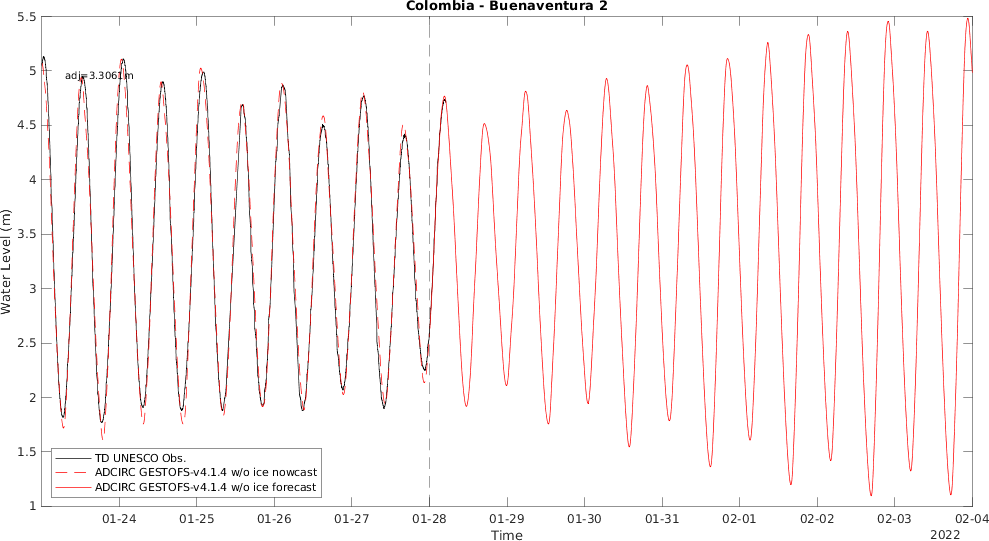 Colombia - Buenaventura 2
5.5
5
4.5
4
3.5
3
2.5
2
1.5
1
Water Level (m)
adj=3.3061m
TD UNESCO Obs.
ADCIRC GESTOFS-v4.1.4 w/o ice nowcast
ADCIRC GESTOFS-v4.1.4 w/o ice forecast
01-24 01-25 01-26 01-27 01-28 01-29 01-30 01-31 02-01 02-02 02-03 02-04
Time
2022